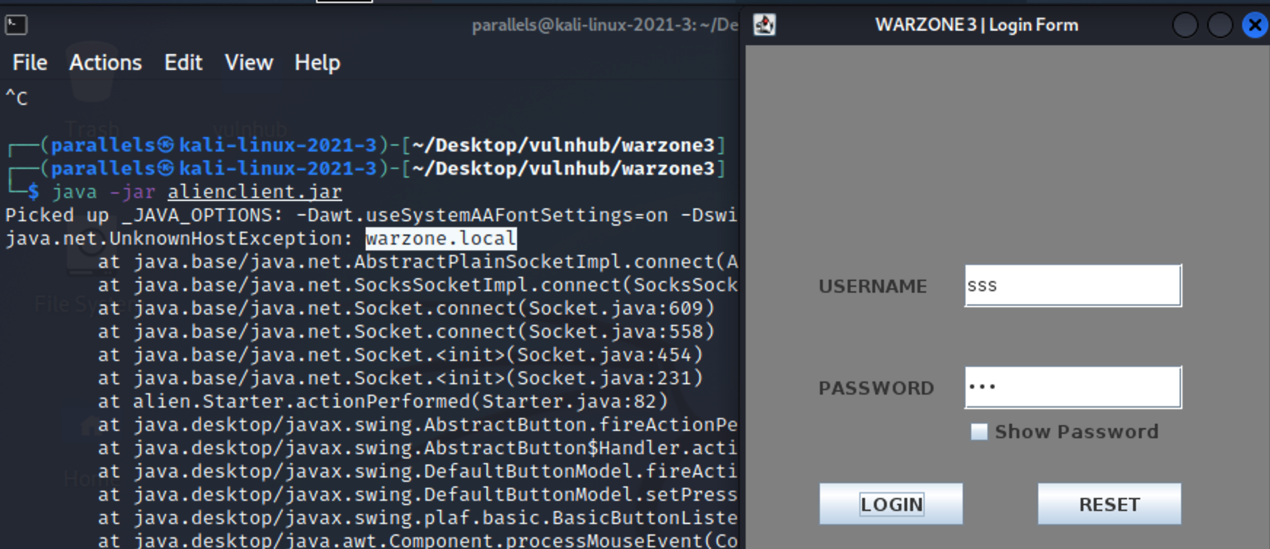 parallels@kali-linux-2021-3: ~/De
File Actions Edit View Help
^C
┌──(parallels㉿kali-linux-2021-3)-[~/Desktop/vulnhub/warzone3]
┌──(parallels㉿kali-linux-2021-3)-[~/Desktop/vulnhub/warzone3]
└─$ java -jar alienclient.jar
Picked up _JAVA_OPTIONS: -Dawt.useSystemAAFontSettings=on -Dswi
java.net.UnknownHostException: warzone.local
at java.base/java.net.AbstractPlainSocketImpl.connect(A
at java.base/java.net.SocksSocketImpl.connect(SocksSock
at java.base/java.net.Socket.connect(Socket.java:609)
at java.base/java.net.Socket.connect(Socket.java:558)
at java.base/java.net.Socket.<init>(Socket.java:454)
at java.base/java.net.Socket.<init>(Socket.java:231)
at alien.Starter.actionPerformed(Starter.java:82)
at java.desktop/javax.swing.AbstractButton.fireActionPe
at java.desktop/javax.swing.AbstractButton$Handler.acti
at java.desktop/javax.swing.DefaultButtonModel.fireActi
at java.desktop/javax.swing.DefaultButtonModel.setPress
at java.desktop/javax.swing.plaf.basic.BasicButtonListe
at java.desktop/java.awt.Component.processMouseEvent(Co
Trash
vulnhub
File System
Home
WARZONE 3 | Login Form
USERNAME sss
PASSWORD •••
Show Password
LOGIN RESET